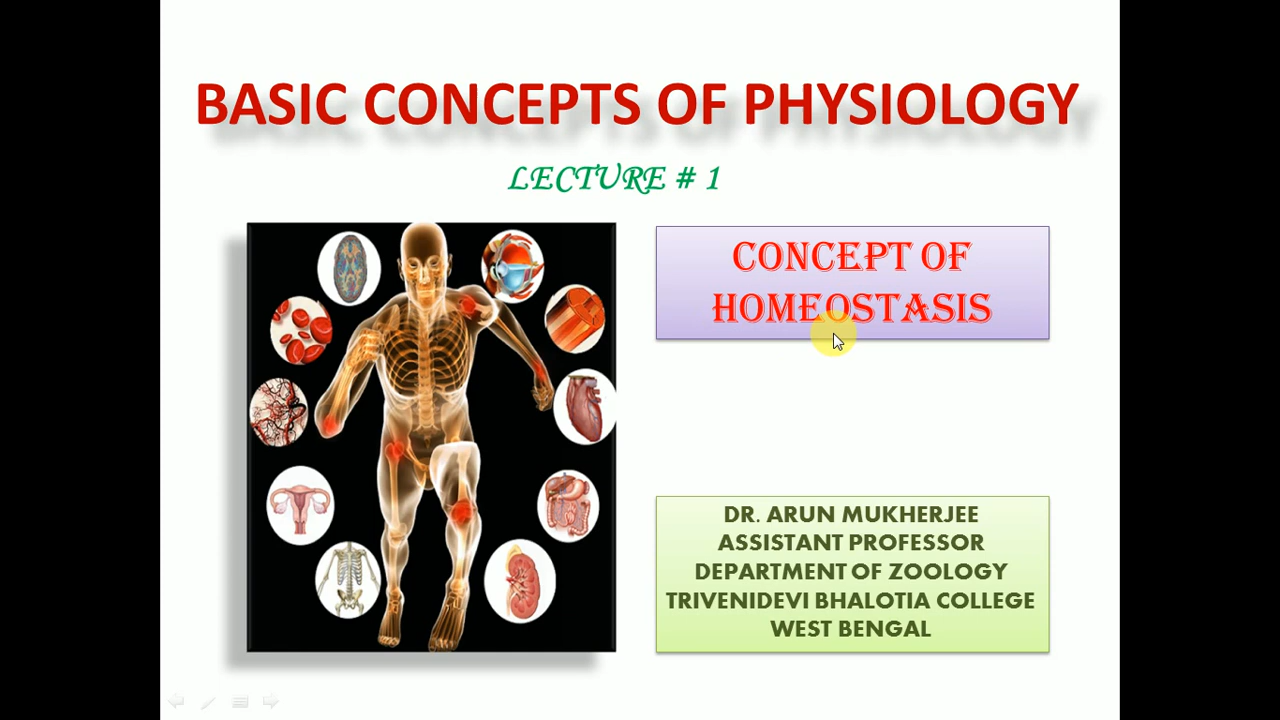 BASIC CONCEPTS OF PHYSIOLOGY
LECTURE # 1
CONCEPT OF
HOMEOSTASIS
DR. ARUN MUKHERJEE
ASSISTANT PROFESSOR
DEPARTMENT OF ZOOLOGY
TRIVENIDEVI BHALOTIA COLLEGE
WEST BENGAL